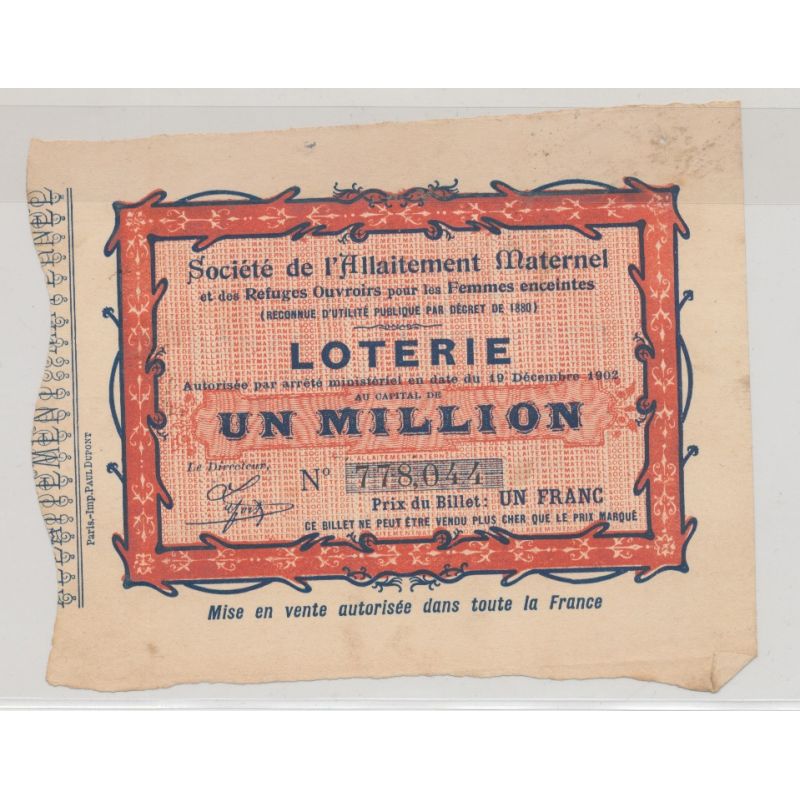 Société de l'Allaitement Maternel
et des Refuges Ouvroirs pour les Femmes enceintes
(RECONNUE D'UTILITÉ PUBLIQUE PAR DÉCRET DE 1880)
LOTERIE
Autorisée par arrêté ministériel en date du 19 Décembre 1902
AU CAPITAL DE
UN MILLION
Le Directeur,
No 778,044
Prix du Billet: UN FRANC
CE BILLET NE PEUT ÊTRE VENDU PLUS CHER QUE LE PRIX MARQUÉ
Mise en vente autorisée dans toute la France
Paris.-Imp. PAUL DUPONT